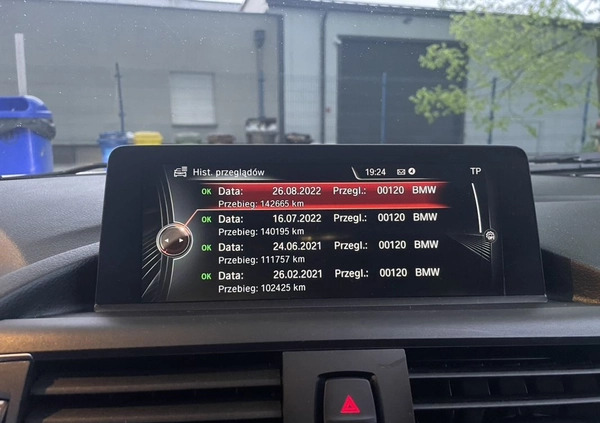 Hist. przeglądów 19:24 TP
OK Data: 26.08.2022 Przegl.: 00120 BMW
Przebieg: 142665 km
OK Data: 16.07.2022 Przegl.: 00120 BMW
Przebieg: 140195 km
OK Data: 24.06.2021 Przegl.: 00120 BMW
Przebieg: 111757 km
OK Data: 26.02.2021 Przegl.: 00120 BMW
Przebieg: 102425 km